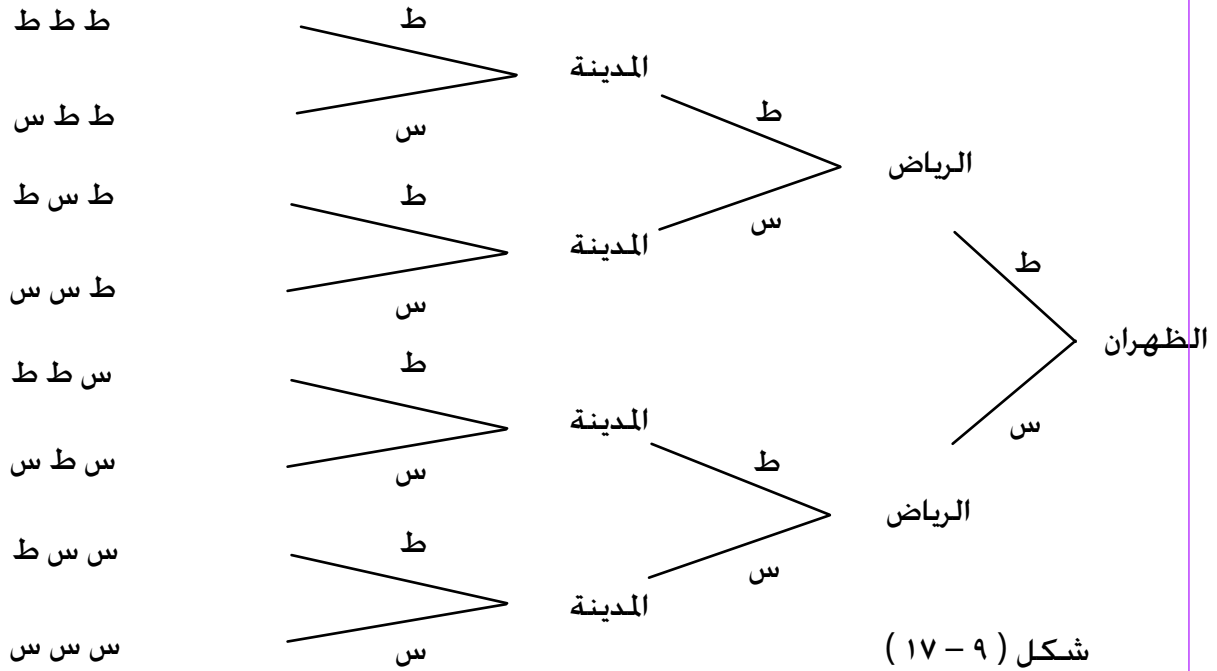 ط ط ط
ط
المدينة
ط ط س
س
ط
الرياض
ط س ط
ط
المدينة
س
ط س س
س
ط
الظهران
س ط ط
ط
المدينة
س
س ط س
س
ط
الرياض
س س ط
ط
المدينة
س
س س س
س
شكل ( ٩ – ١٧ )